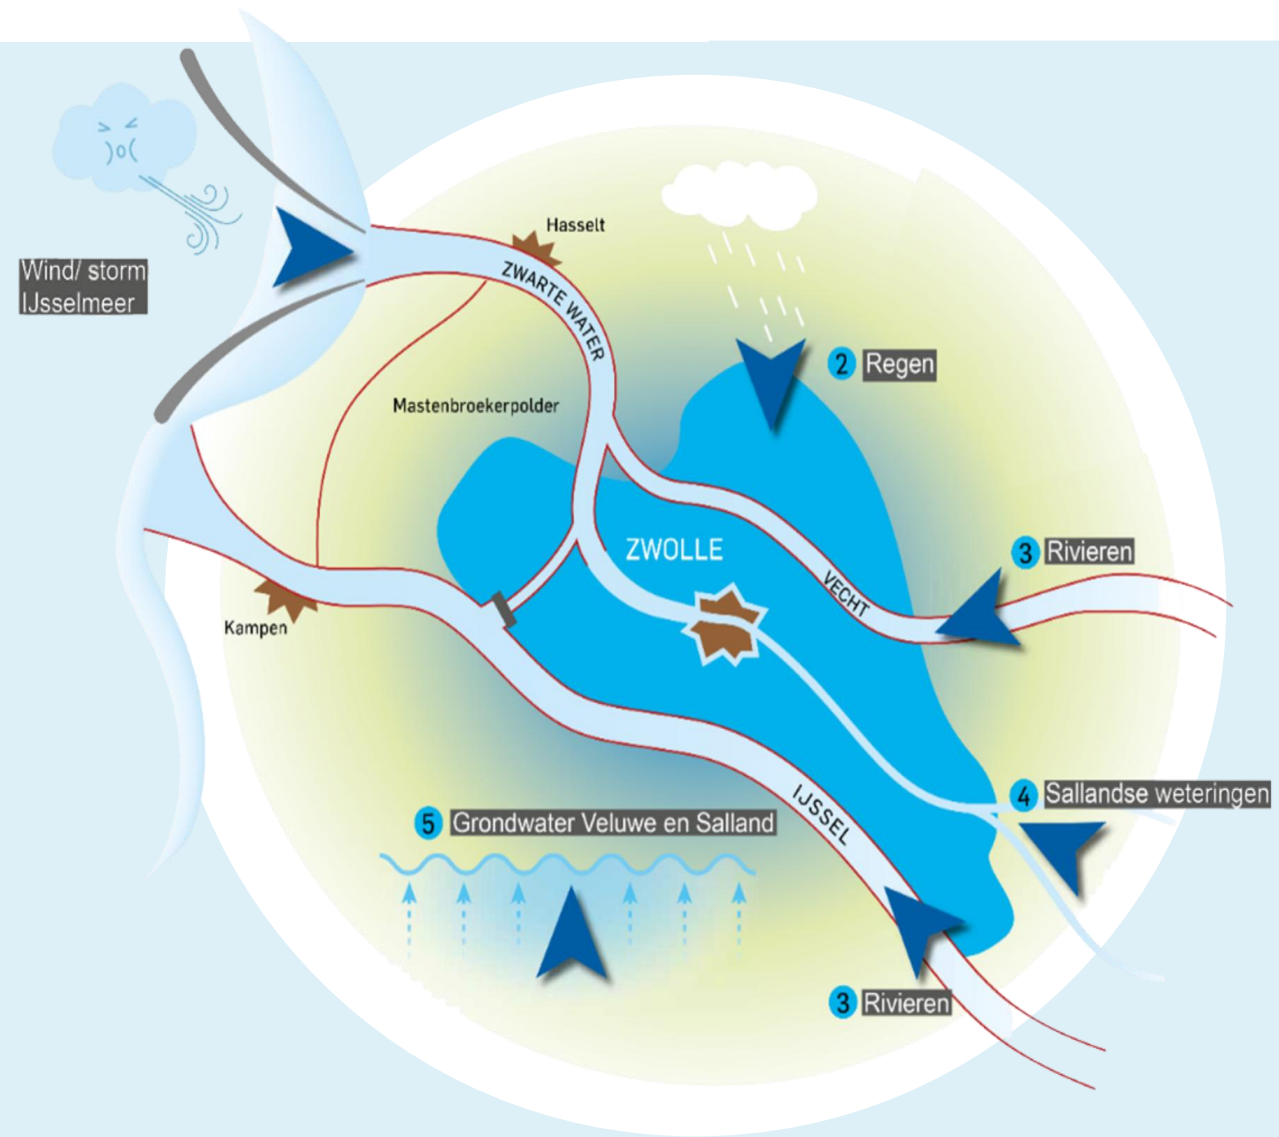 Hasselt
Wind/ storm
IJsselmeer
ZWARTE WATER
2 Regen
Mastenbroekerpolder
ZWOLLE
3 Rivieren
VECHT
Kampen
4 Sallandse weteringen
IJSSEL
5 Grondwater Veluwe en Salland
3 Rivieren